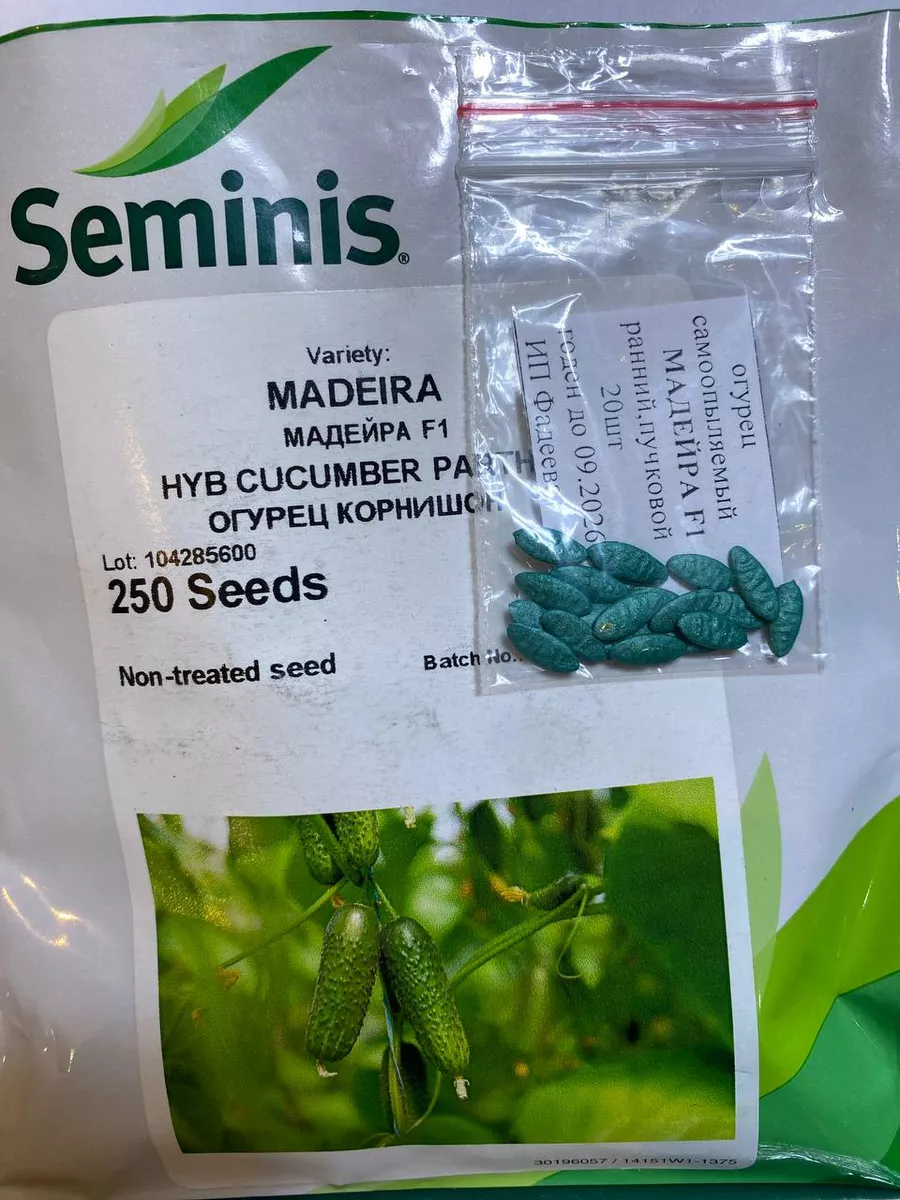 Seminis®
Variety:
MADEIRA
МАДЕЙРА F1
HYB CUCUMBER PARTH
ОГУРЕЦ КОРНИШОН
Lot: 104285600
250 Seeds
Non-treated seed
Batch No.:
огурец
самоопыляемый
МАДЕЙРА F1
ранний.пучковой
20шт
годен до 09.2026
ИП Фадеев
30196057 / 14151W1-1375